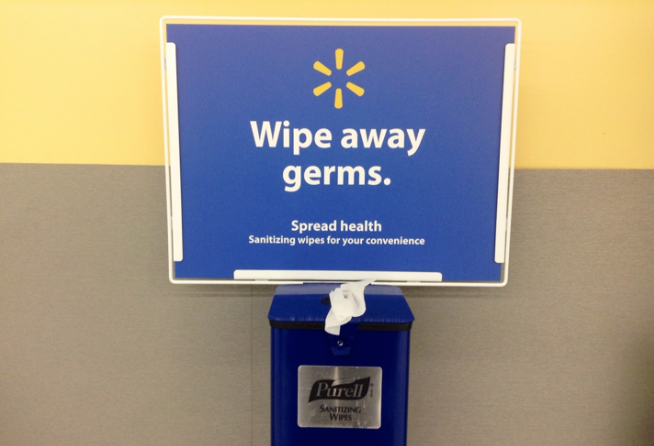 Wipe away
germs.
Spread health
Sanitizing wipes for your convenience
Purell
SANITIZING
WIPES